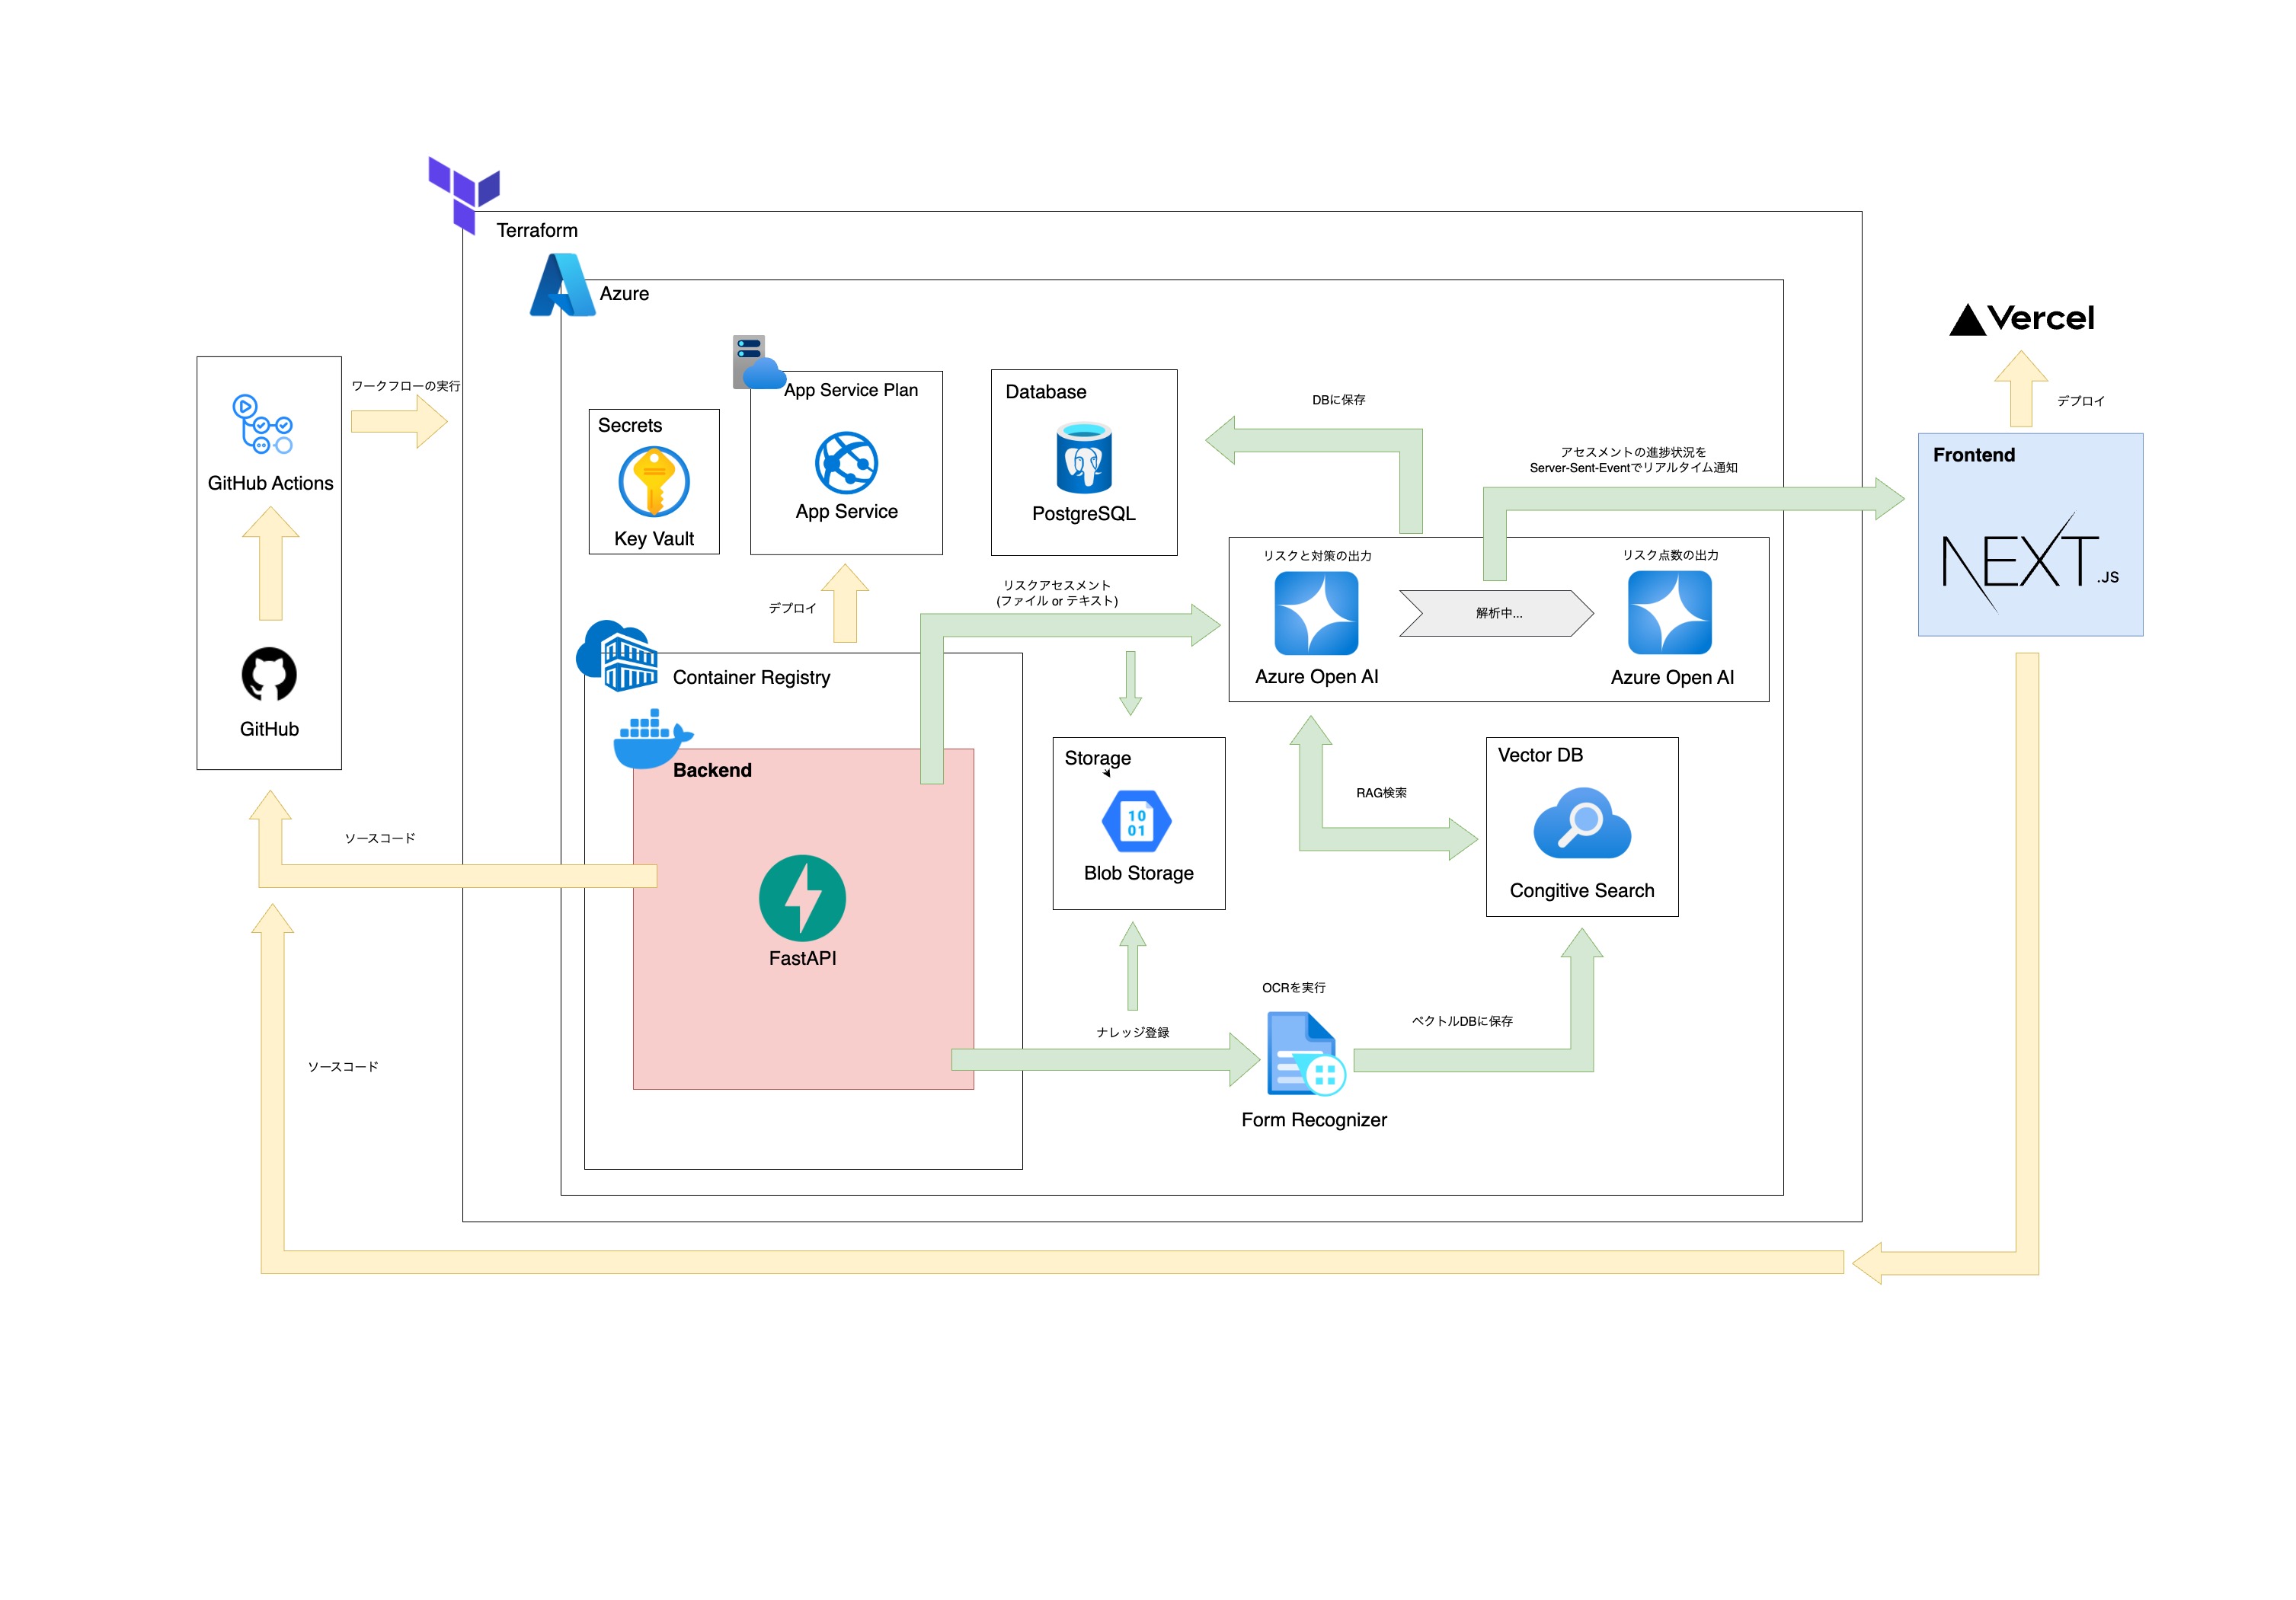 Terraform
Azure
Vercel
App Service Plan
App Service
Secrets
Key Vault
Database
PostgreSQL
DBに保存
アセスメントの進捗状況を
Server-Sent-Eventでリアルタイム通知
デプロイ
Frontend
NEXT.JS
ワークフローの実行
GitHub Actions
GitHub
デプロイ
リスクアセスメント
(ファイル or テキスト)
リスクと対策の出力
Azure Open AI
解析中...
リスク点数の出力
Azure Open AI
Container Registry
Backend
FastAPI
Storage
Blob Storage
RAG検索
Vector DB
Congitive Search
ソースコード
ソースコード
ナレッジ登録
OCRを実行
Form Recognizer
ベクトルDBに保存